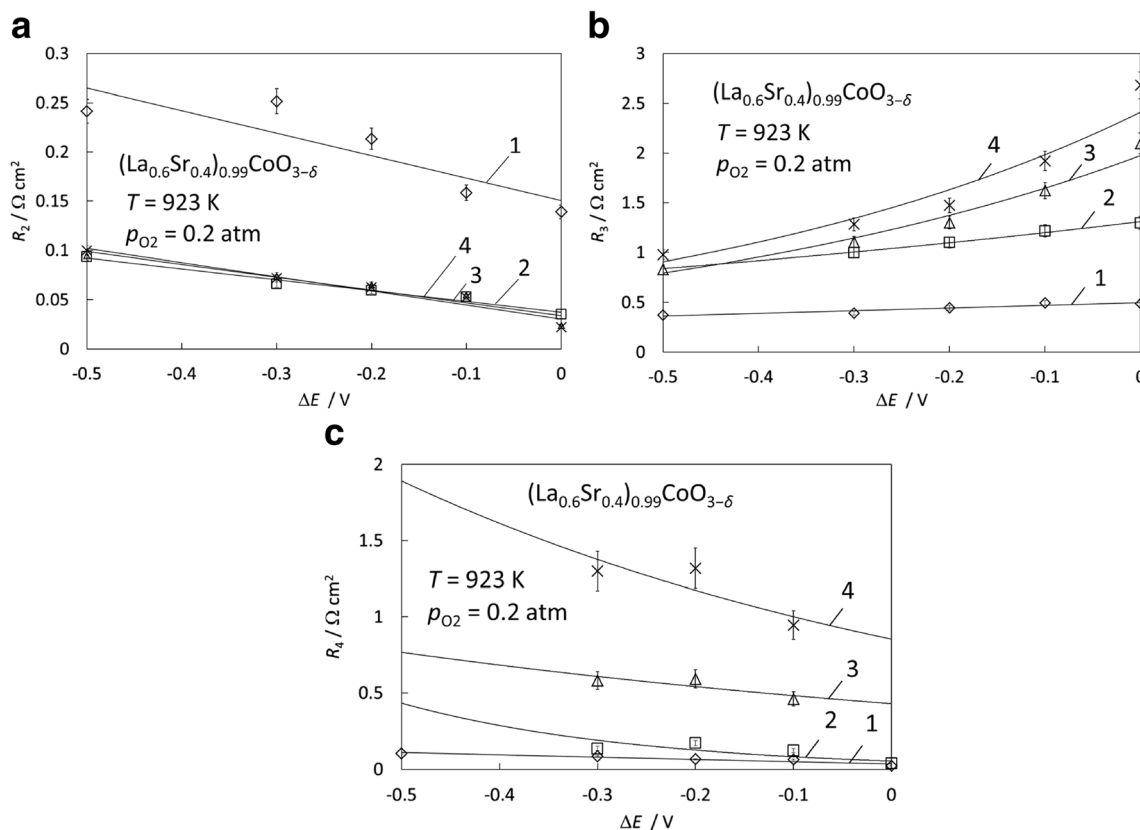 a
0.3
0.25
0.2
0.15
0.1
0.05
0
R₂ / Ω cm²
(La₀.₆Sr₀.₄)₀.₉₉CoO₃₋δ
T = 923 K
pO₂ = 0.2 atm
1
4
3
2
-0.5
-0.4
-0.3
-0.2
-0.1
0
ΔE / V
b
3
2.5
2
1.5
1
0.5
0
R₃ / Ω cm²
(La₀.₆Sr₀.₄)₀.₉₉CoO₃₋δ
T = 923 K
pO₂ = 0.2 atm
4
3
2
1
-0.5
-0.4
-0.3
-0.2
-0.1
0
ΔE / V
c
2
1.5
1
0.5
0
R₄ / Ω cm²
(La₀.₆Sr₀.₄)₀.₉₉CoO₃₋δ
T = 923 K
pO₂ = 0.2 atm
4
3
2
1
-0.5
-0.4
-0.3
-0.2
-0.1
0
ΔE / V